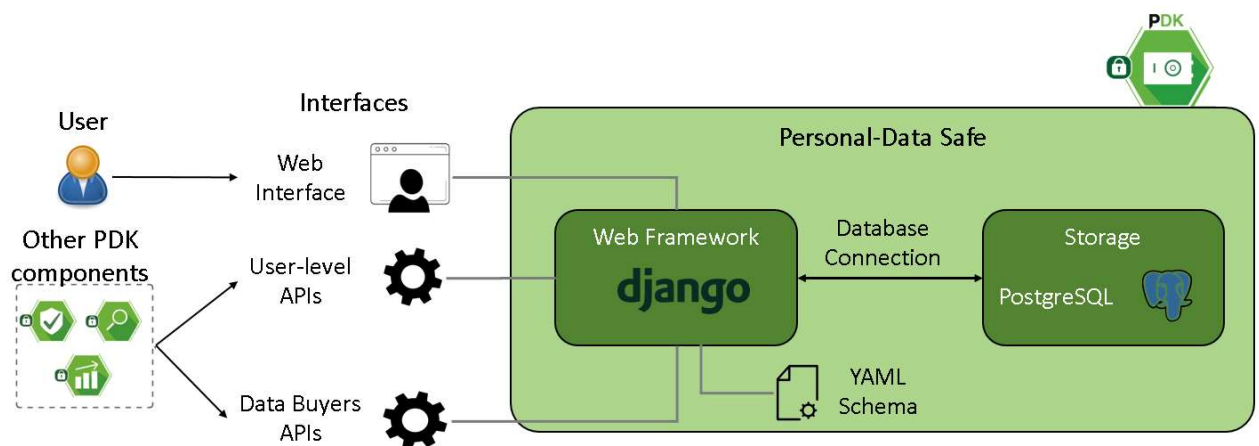 PDK
Interfaces
User
Personal-Data Safe
Web
Interface
Web Framework
django
Database
Connection
Storage
PostgreSQL
Other PDK
components
User-level
APIs
YAML
Schema
Data Buyers
APIs